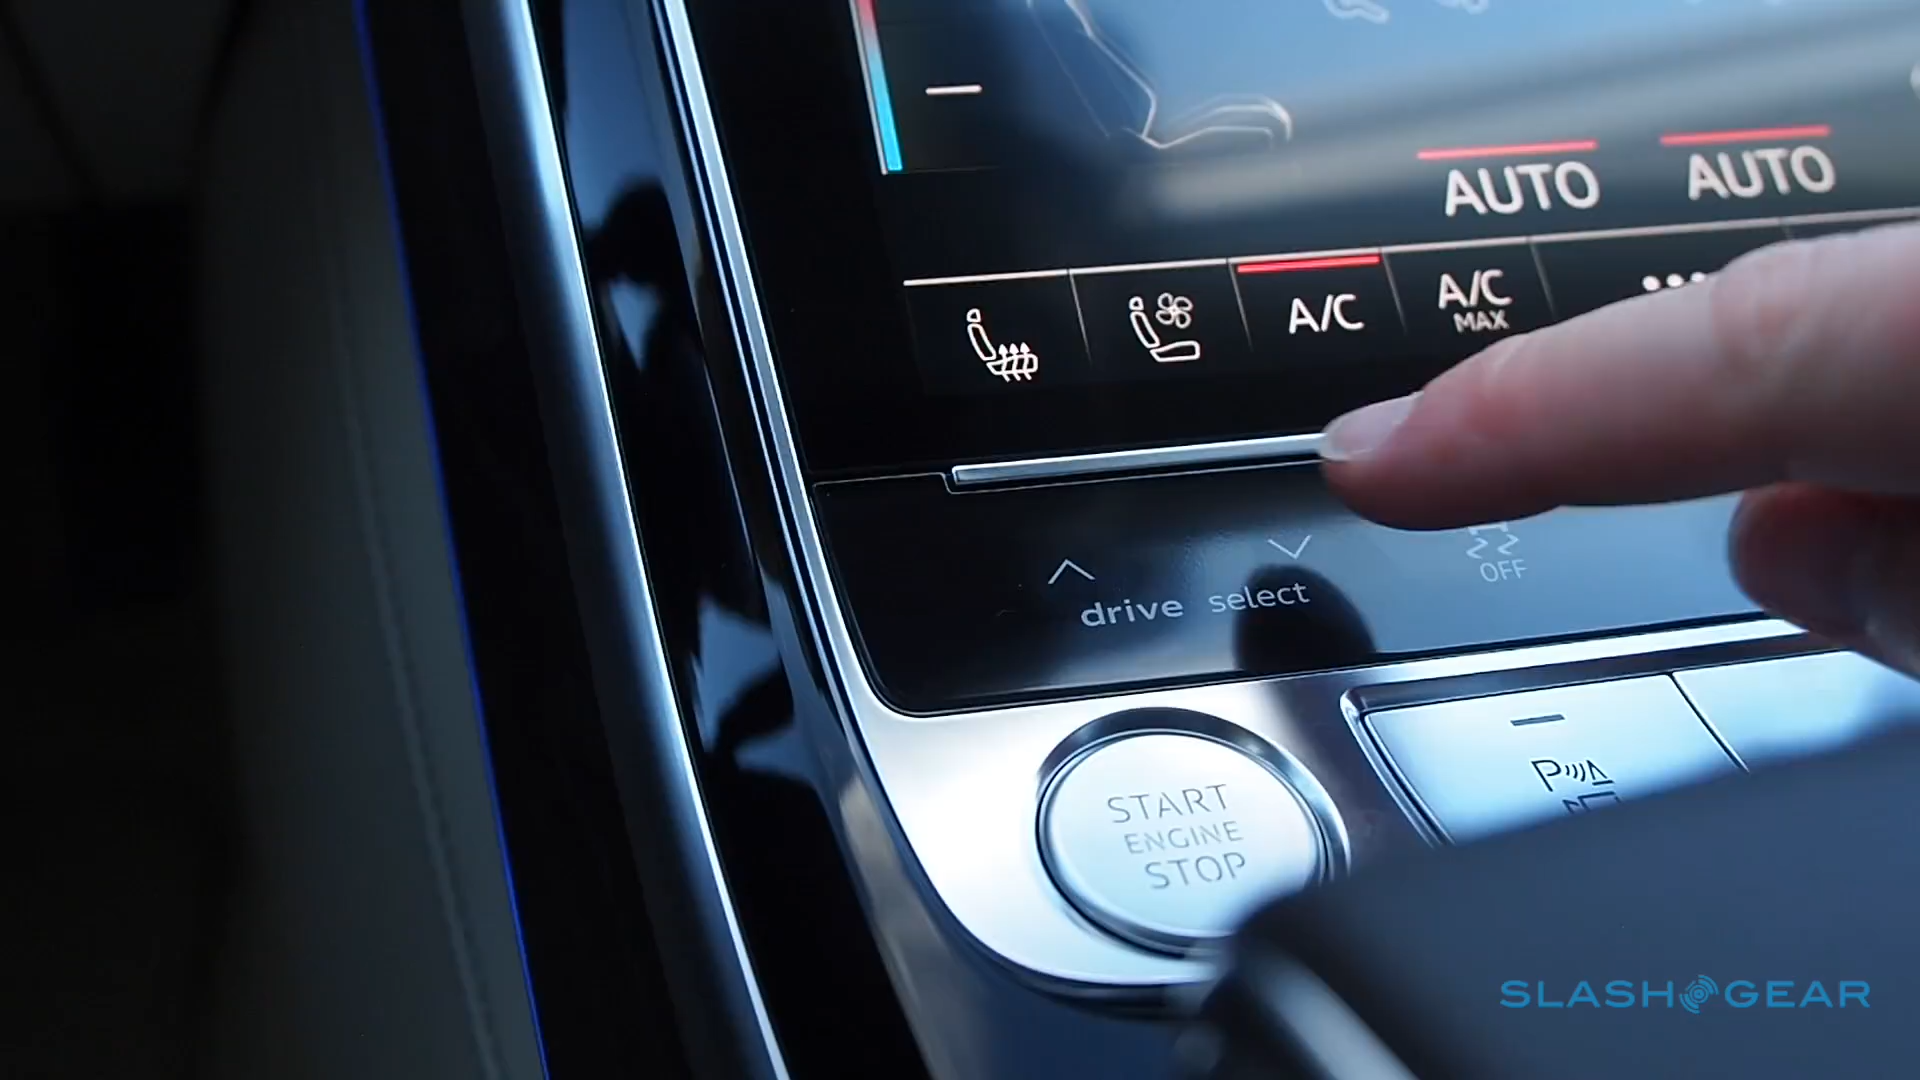 AUTO AUTO
A/C
A/C
MAX
drive select
OFF
START
ENGINE
STOP
P
SLASHGEAR